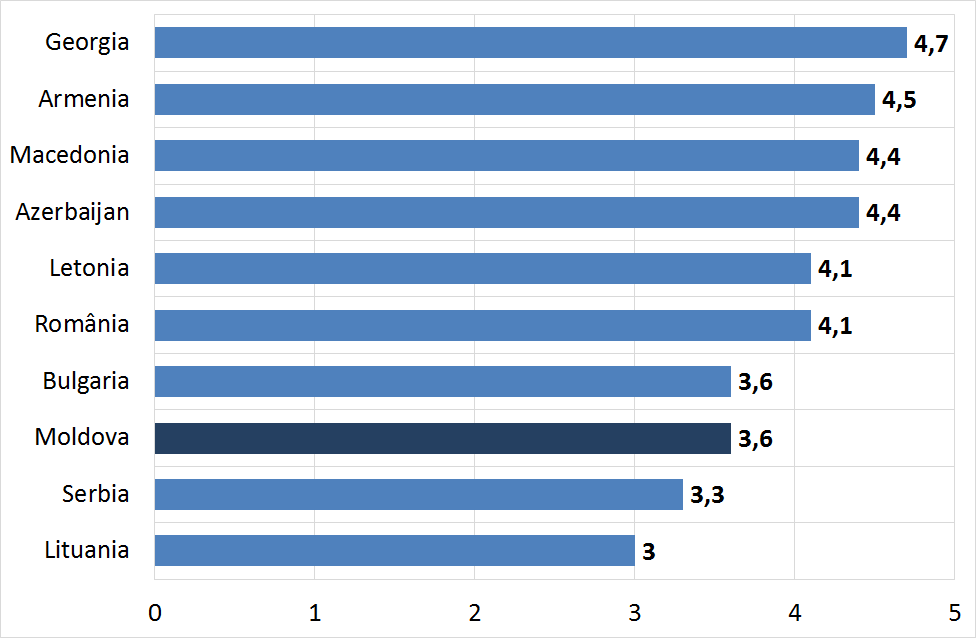 Georgia 4,7
Armenia 4,5
Macedonia 4,4
Azerbaijan 4,4
Letonia 4,1
România 4,1
Bulgaria 3,6
Moldova 3,6
Serbia 3,3
Lituania 3
0 1 2 3 4 5